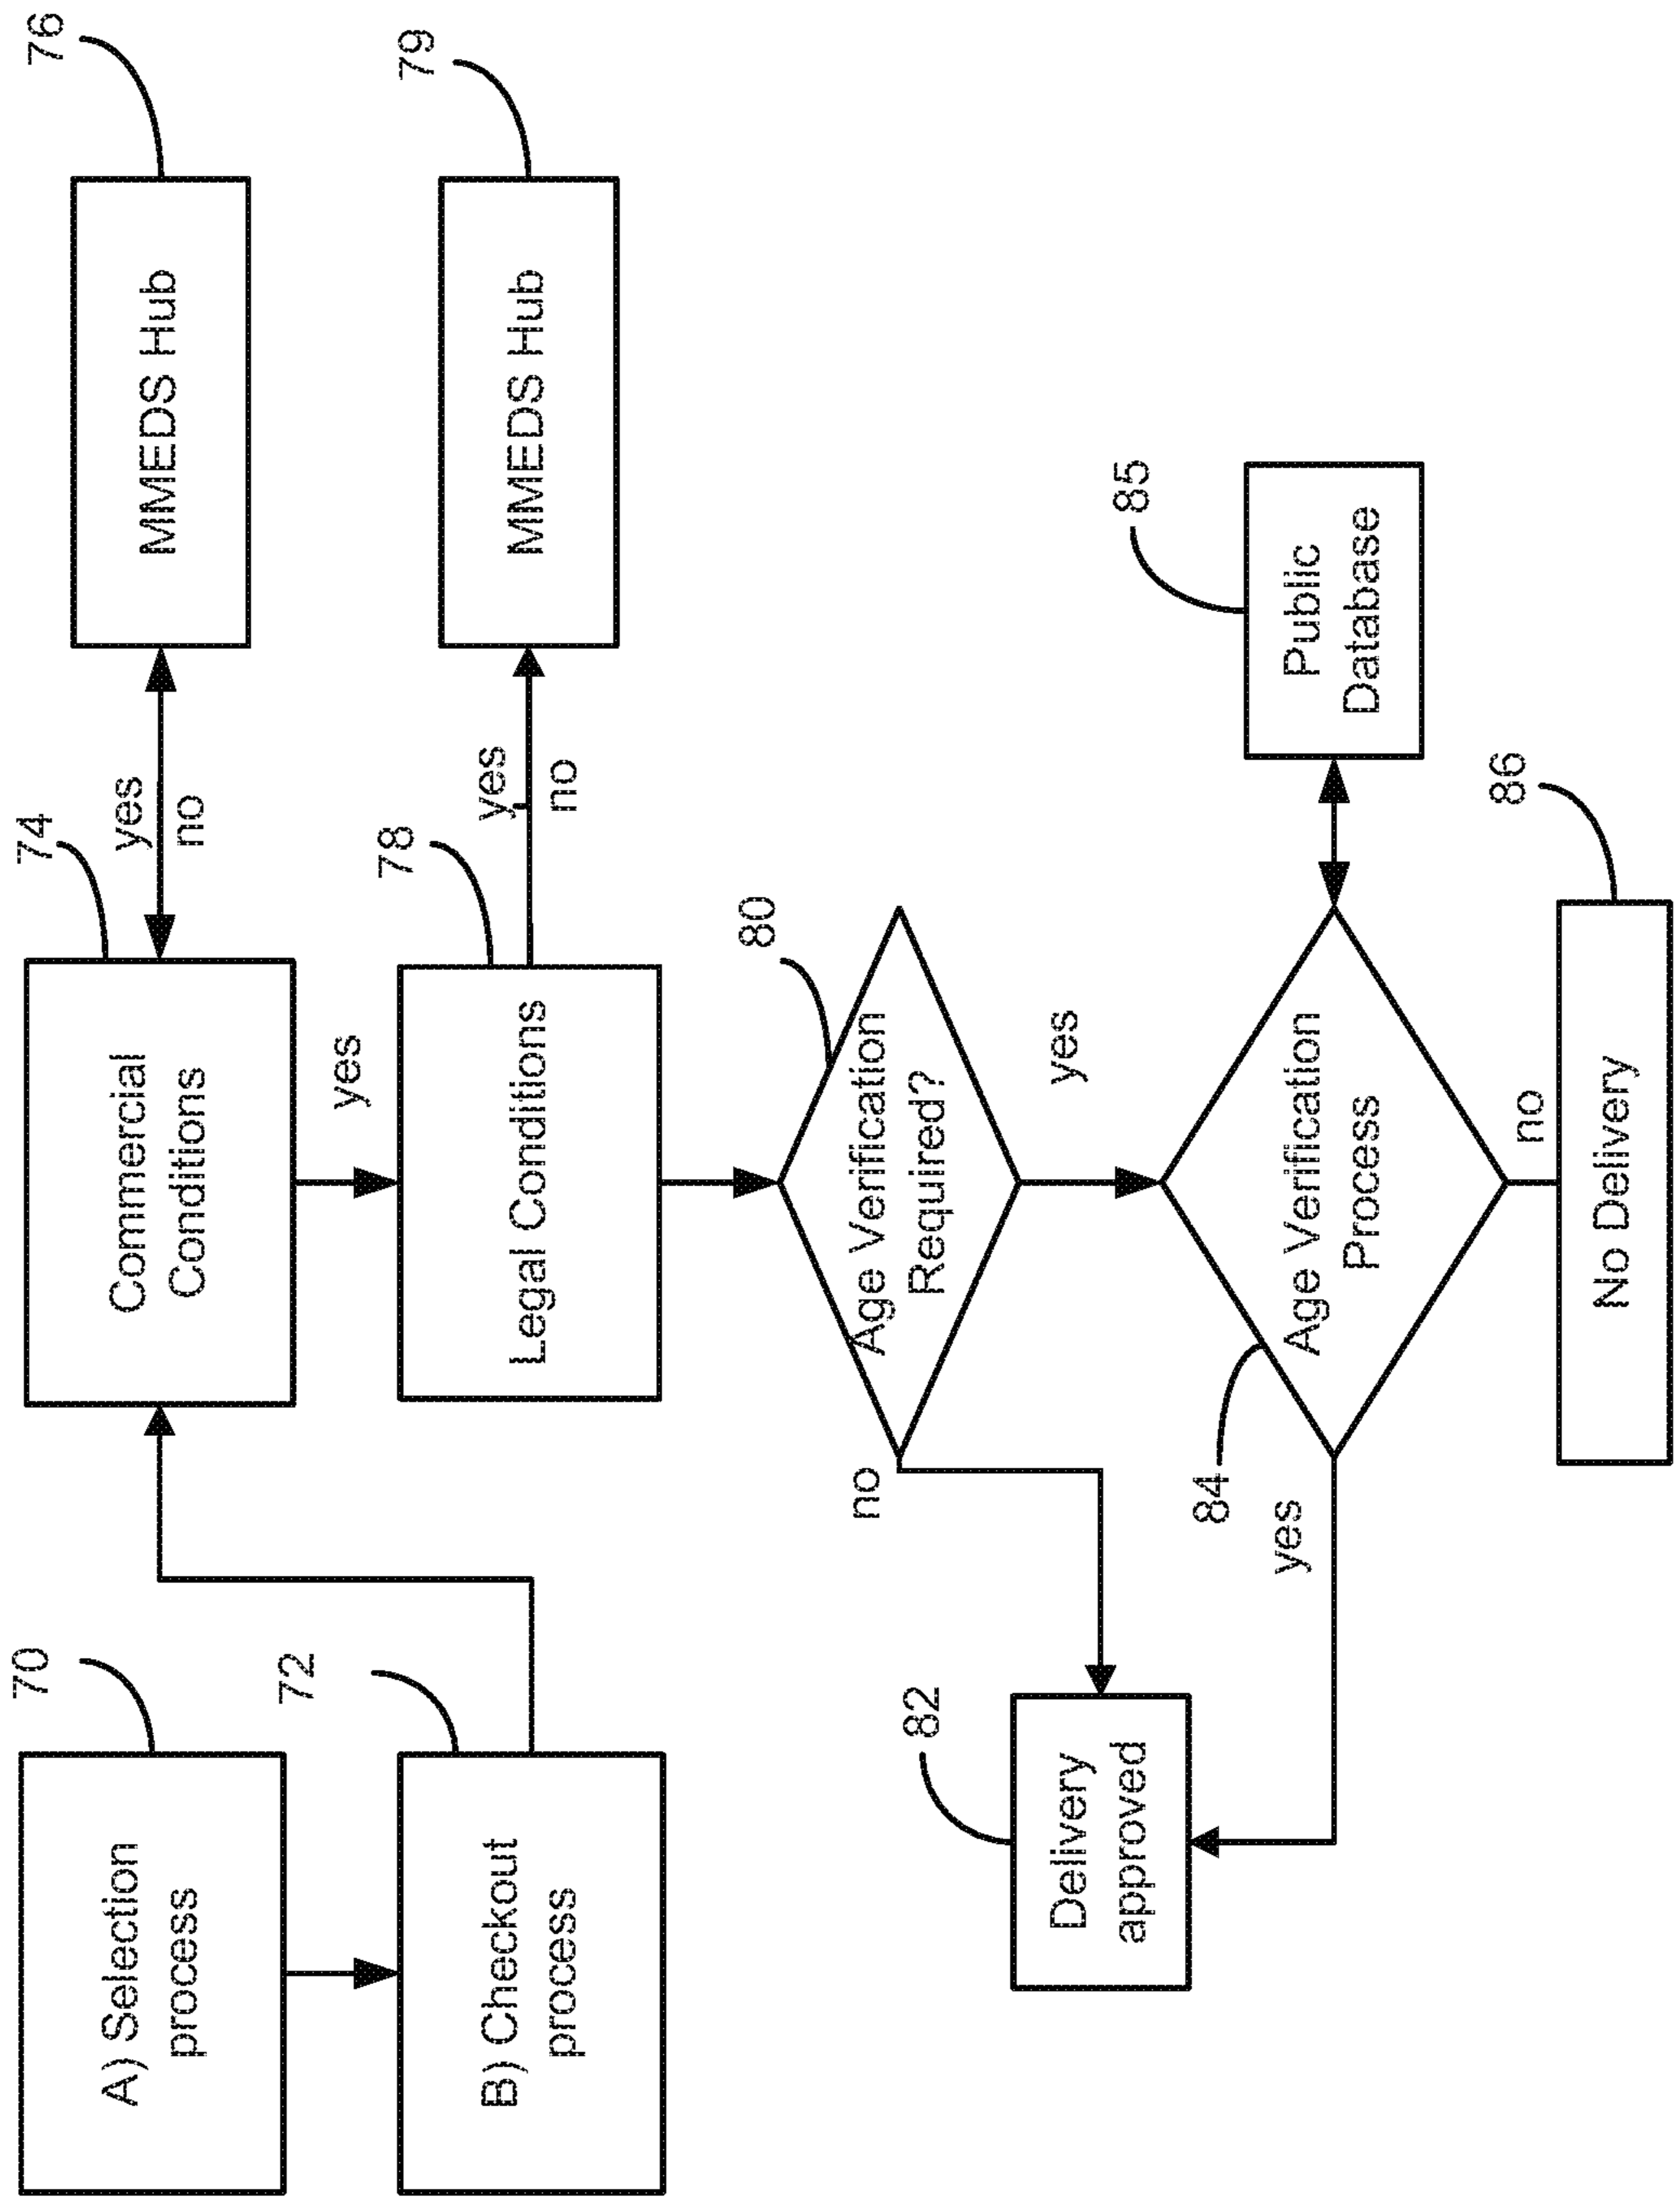 70
A) Selection
process
72
B) Checkout
process
74
Commercial
Conditions
yes
no
76
MMEDS Hub
yes
78
Legal Conditions
yes
no
79
MMEDS Hub
80
Age Verification
Required?
no
yes
82
Delivery
approved
84
Age Verification
Process
yes
85
Public
Database
no
86
No Delivery